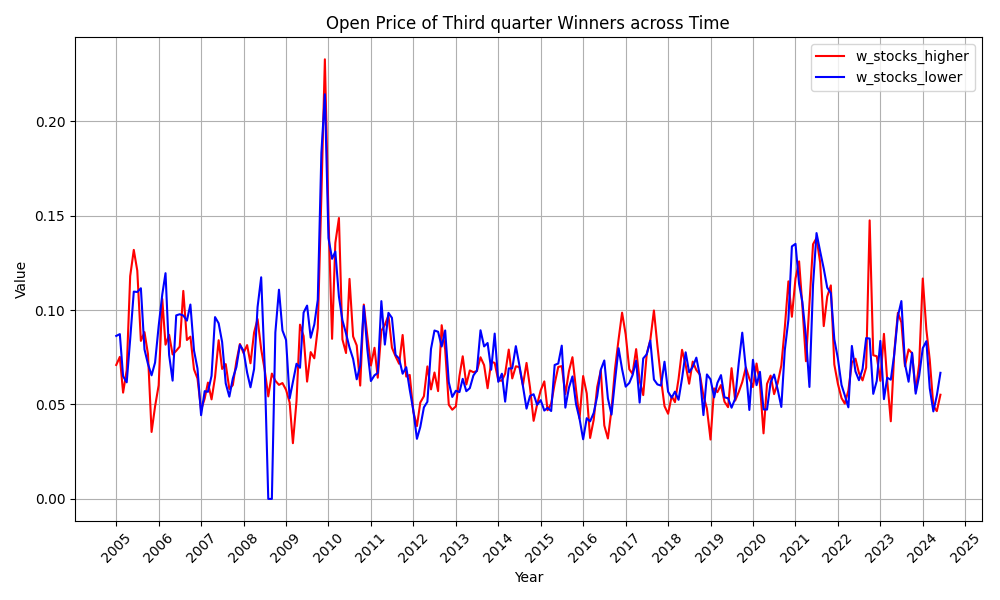 Open Price of Third quarter Winners across Time
w_stocks_higher
w_stocks_lower
Value
0.20
0.15
0.10
0.05
0.00
2005 2006 2007 2008 2009 2010 2011 2012 2013 2014 2015 2016 2017 2018 2019 2020 2021 2022 2023 2024 2025
Year